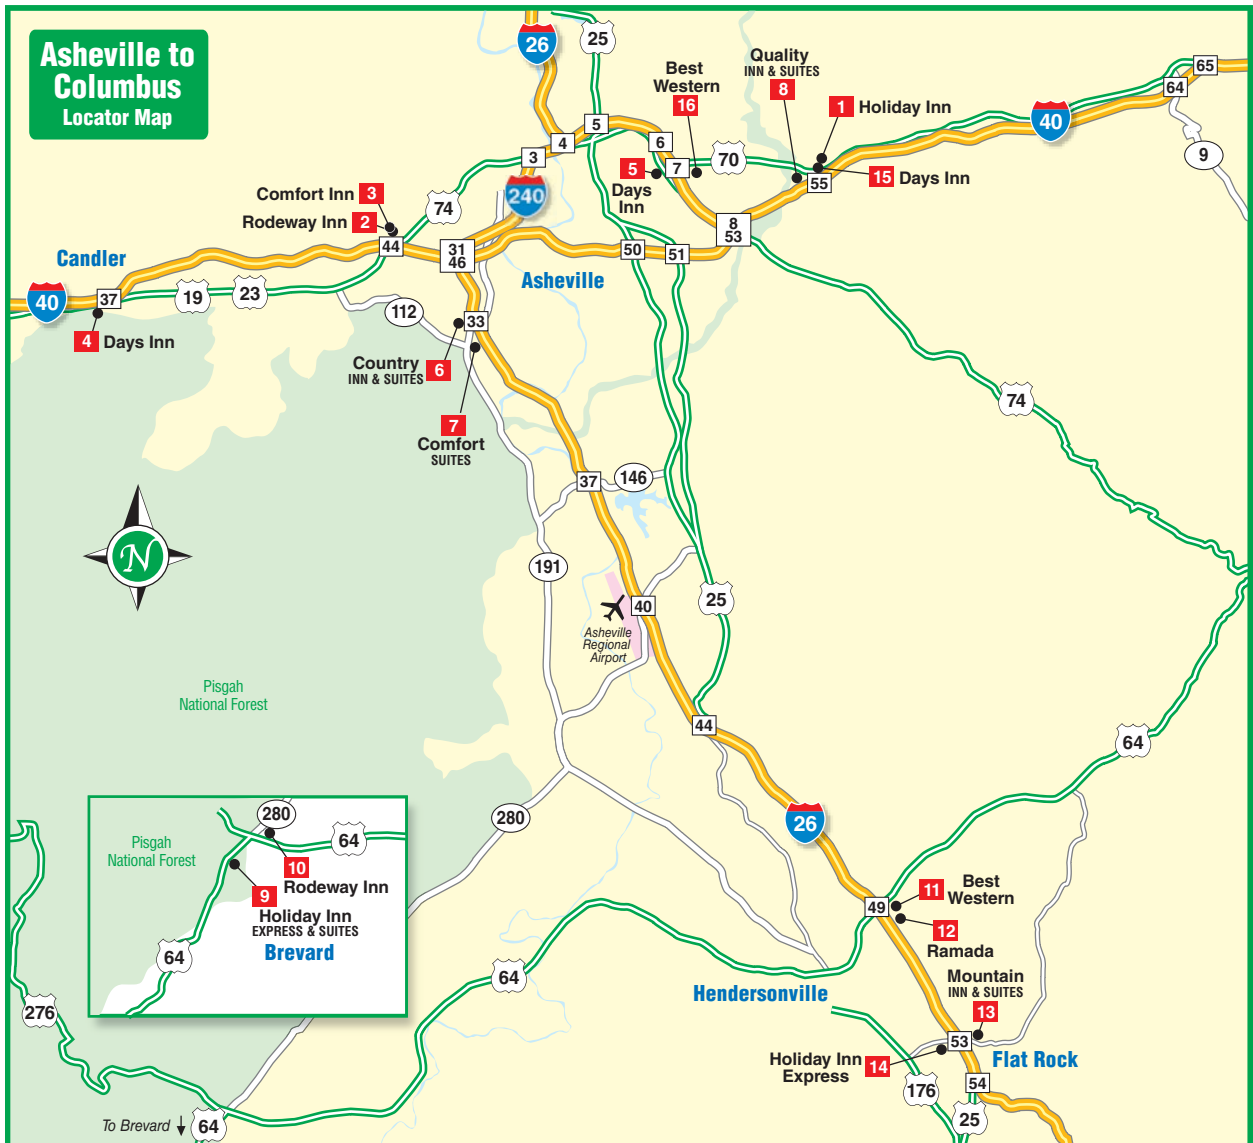 Asheville to
Columbus
Locator Map
26
25
Quality
INN & SUITES
8
Best
Western
16
1 Holiday Inn
40
65
64
9
5
4
3
6
7
70
5
Days
Inn
55
15 Days Inn
240
Comfort Inn 3
Rodeway Inn 2
74
44
31
46
8
53
50
51
Candler
Asheville
40
37
19
23
4 Days Inn
112
33
Country
INN & SUITES
6
7
Comfort
SUITES
74
37
146
N
191
25
40
Asheville
Regional
Airport
Pisgah
National Forest
44
64
26
280
Pisgah
National Forest
280
64
10
Rodeway Inn
9
Holiday Inn
EXPRESS & SUITES
Brevard
64
49
11 Best
Western
12
Ramada
64
276
Hendersonville
Mountain
INN & SUITES
13
53
Holiday Inn
Express
14
Flat Rock
54
176
25
To Brevard
64